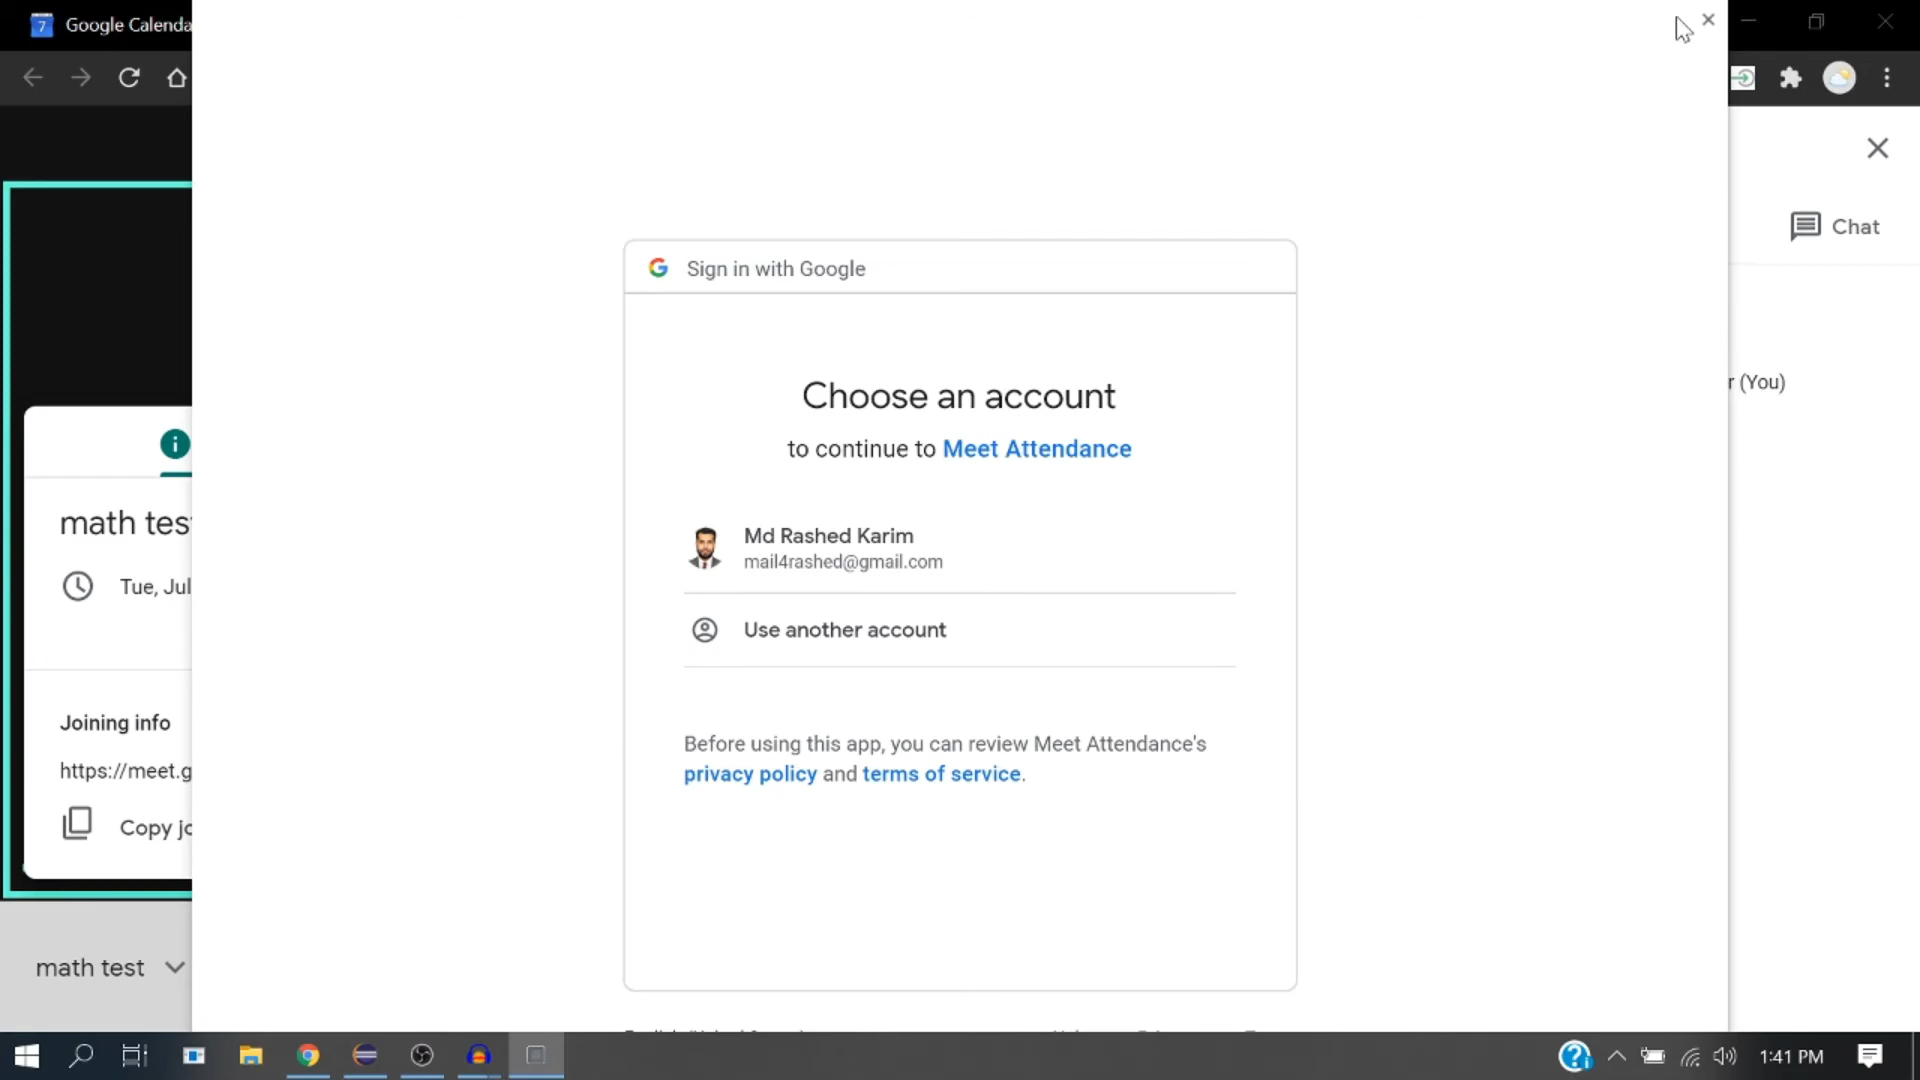 7 Google Calenda
Chat
r (You)
Sign in with Google
Choose an account
to continue to Meet Attendance
Md Rashed Karim
mail4rashed@gmail.com
Use another account
Before using this app, you can review Meet Attendance's
privacy policy and terms of service.
math tes
Tue, Jul
Joining info
https://meet.g
Copy jo
math test
1:41 PM